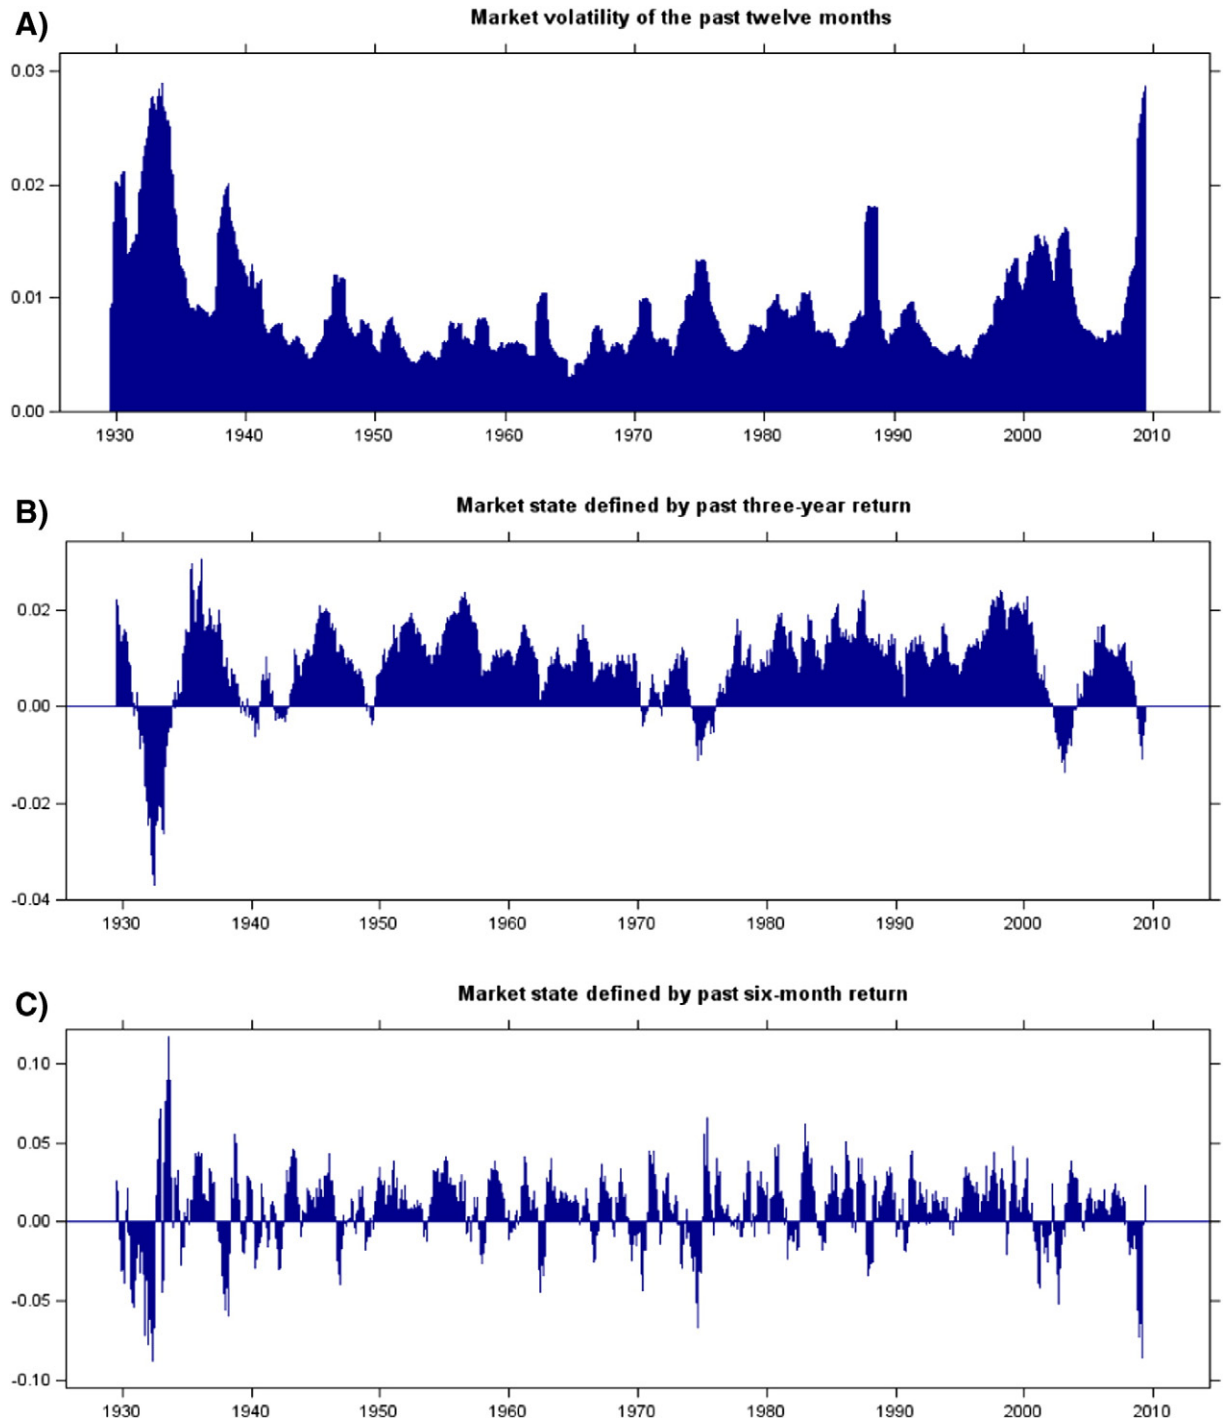 A)
Market volatility of the past twelve months
0.03
0.02
0.01
0.00
1930 1940 1950 1960 1970 1980 1990 2000 2010
B)
Market state defined by past three-year return
0.02
0.00
-0.02
-0.04
1930 1940 1950 1960 1970 1980 1990 2000 2010
C)
Market state defined by past six-month return
0.10
0.05
0.00
-0.05
-0.10
1930 1940 1950 1960 1970 1980 1990 2000 2010